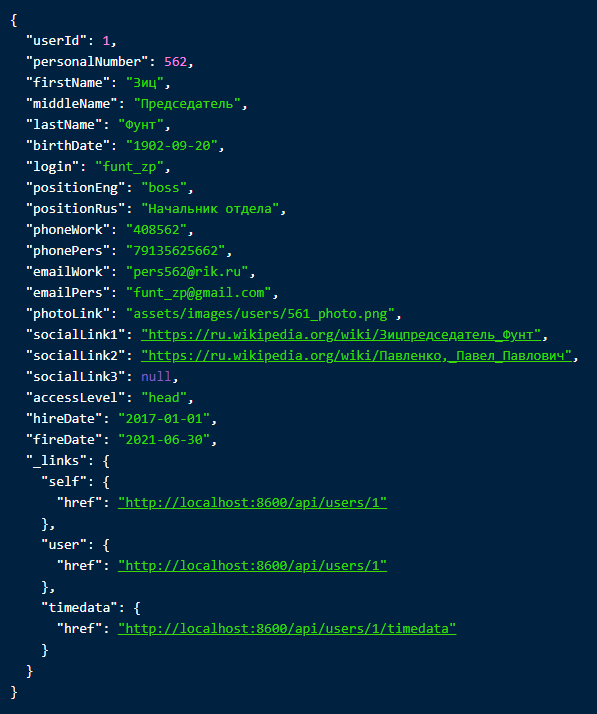 {
  "userId": 1,
  "personalNumber": 562,
  "firstName": "Зиц",
  "middleName": "Председатель",
  "lastName": "Фунт",
  "birthDate": "1902-09-20",
  "login": "funt_zp",
  "positionEng": "boss",
  "positionRus": "Начальник отдела",
  "phoneWork": "408562",
  "phonePers": "79135625662",
  "emailWork": "pers562@rik.ru",
  "emailPers": "funt_zp@gmail.com",
  "photoLink": "assets/images/users/561_photo.png",
  "socialLink1": "https://ru.wikipedia.org/wiki/Зицпредседатель_Фунт",
  "socialLink2": "https://ru.wikipedia.org/wiki/Павленко,_Павел_Павлович",
  "socialLink3": null,
  "accessLevel": "head",
  "hireDate": "2017-01-01",
  "fireDate": "2021-06-30",
  "_links": {
    "self": {
      "href": "http://localhost:8600/api/users/1"
    },
    "user": {
      "href": "http://localhost:8600/api/users/1"
    },
    "timedata": {
      "href": "http://localhost:8600/api/users/1/timedata"
    }
  }
}